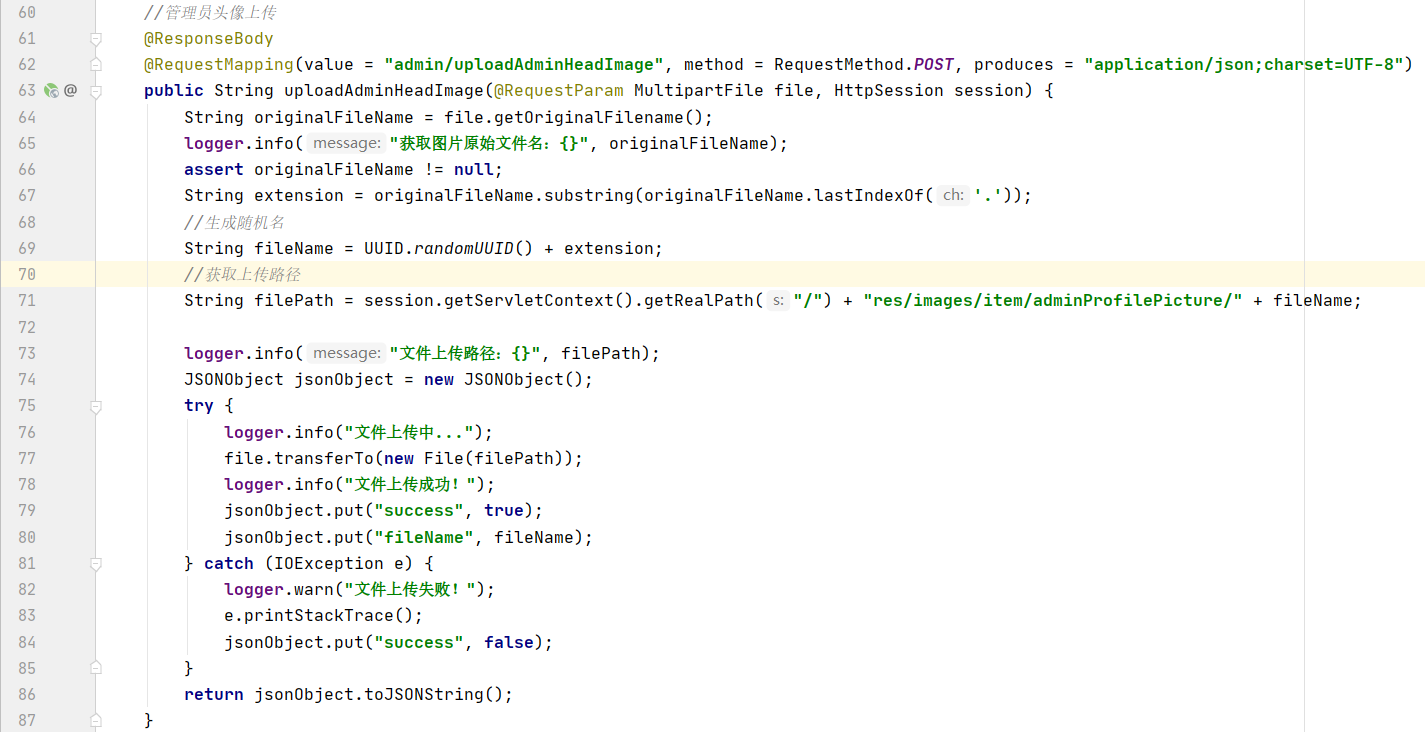 60 //管理员头像上传
61 @ResponseBody
62 @RequestMapping(value = "admin/uploadAdminHeadImage", method = RequestMethod.POST, produces = "application/json;charset=UTF-8")
63 @ public String uploadAdminHeadImage(@RequestParam MultipartFile file, HttpSession session) {
64 String originalFileName = file.getOriginalFilename();
65 logger.info( message: "获取图片原始文件名：{}", originalFileName);
66 assert originalFileName != null;
67 String extension = originalFileName.substring(originalFileName.lastIndexOf( ch: '.'));
68 //生成随机名
69 String fileName = UUID.randomUUID() + extension;
70 //获取上传路径
71 String filePath = session.getServletContext().getRealPath( s: "/") + "res/images/item/adminProfilePicture/" + fileName;
72
73 logger.info( message: "文件上传路径：{}", filePath);
74 JSONObject jsonObject = new JSONObject();
75 try {
76 logger.info("文件上传中...");
77 file.transferTo(new File(filePath));
78 logger.info("文件上传成功！");
79 jsonObject.put("success", true);
80 jsonObject.put("fileName", fileName);
81 } catch (IOException e) {
82 logger.warn("文件上传失败！");
83 e.printStackTrace();
84 jsonObject.put("success", false);
85 }
86 return jsonObject.toJSONString();
87 }